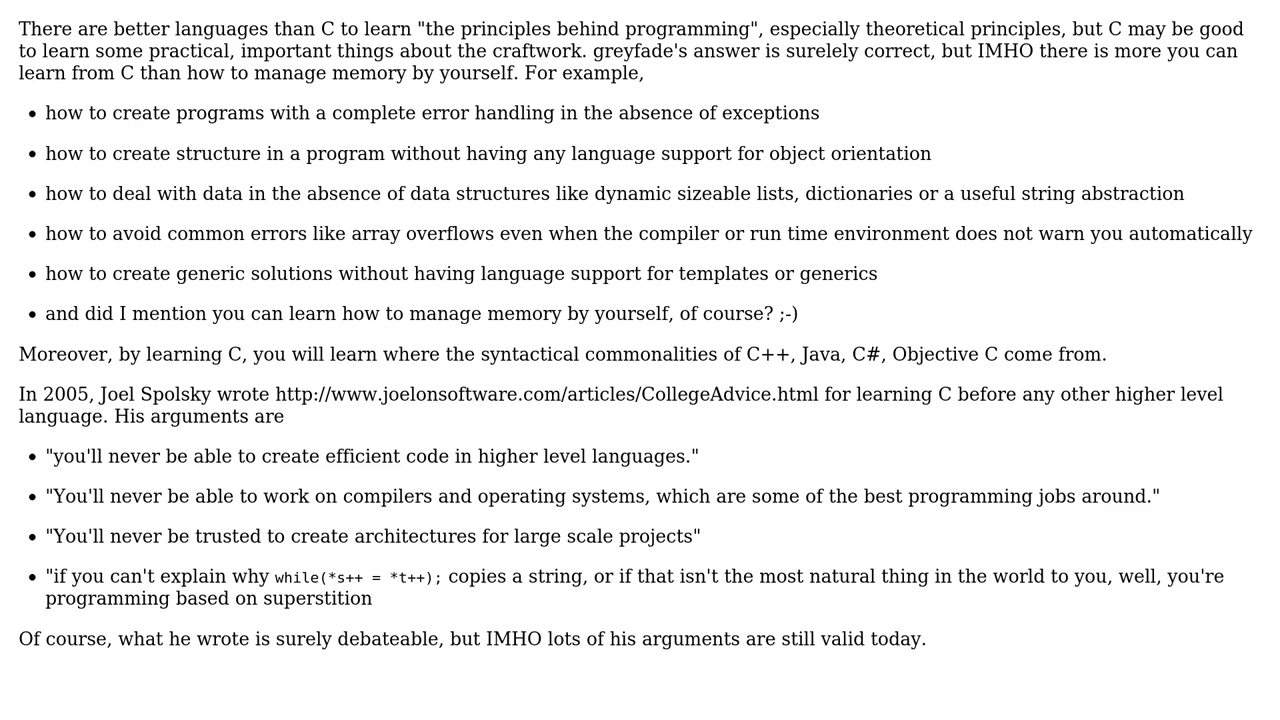 There are better languages than C to learn "the principles behind programming", especially theoretical principles, but C may be good
to learn some practical, important things about the craftwork. greyfade's answer is surelely correct, but IMHO there is more you can
learn from C than how to manage memory by yourself. For example,
• how to create programs with a complete error handling in the absence of exceptions
• how to create structure in a program without having any language support for object orientation
• how to deal with data in the absence of data structures like dynamic sizeable lists, dictionaries or a useful string abstraction
• how to avoid common errors like array overflows even when the compiler or run time environment does not warn you automatically
• how to create generic solutions without having language support for templates or generics
• and did I mention you can learn how to manage memory by yourself, of course? ;-)
Moreover, by learning C, you will learn where the syntactical commonalities of C++, Java, C#, Objective C come from.
In 2005, Joel Spolsky wrote http://www.joelonsoftware.com/articles/CollegeAdvice.html for learning C before any other higher level
language. His arguments are
• "you'll never be able to create efficient code in higher level languages."
• "You'll never be able to work on compilers and operating systems, which are some of the best programming jobs around."
• "You'll never be trusted to create architectures for large scale projects"
• "if you can't explain why while(*s++ = *t++); copies a string, or if that isn't the most natural thing in the world to you, well, you're
programming based on superstition
Of course, what he wrote is surely debateable, but IMHO lots of his arguments are still valid today.